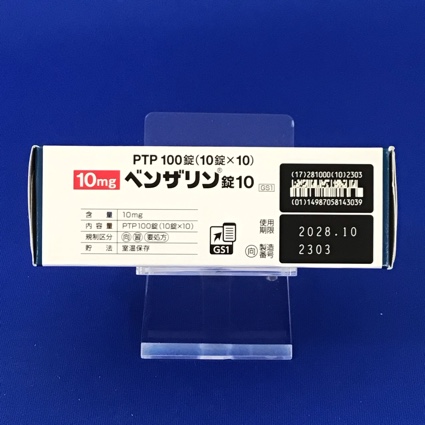 PTP 100錠(10錠×10)
10mg ベンザリン®錠10 GS1
含 量 10mg
内 容 量 PTP100錠(10錠×10)
規制区分 向 習 要処方
貯 法 室温保存
GS1
(17)281000(10)2303
(01)14987058143039
使用
期限 2028.10
向 製造
番号 2303